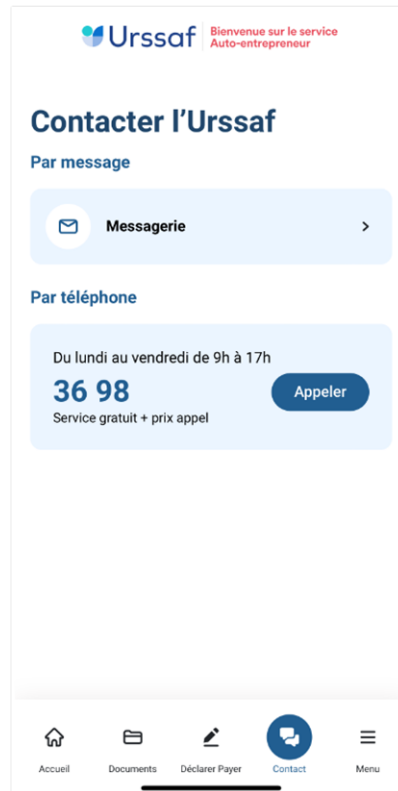 Urssaf
Bienvenue sur le service
Auto-entrepreneur
Contacter l'Urssaf
Par message
Messagerie
Par téléphone
Du lundi au vendredi de 9h à 17h
36 98
Appeler
Service gratuit + prix appel
Accueil
Documents
Déclarer Payer
Contact
Menu